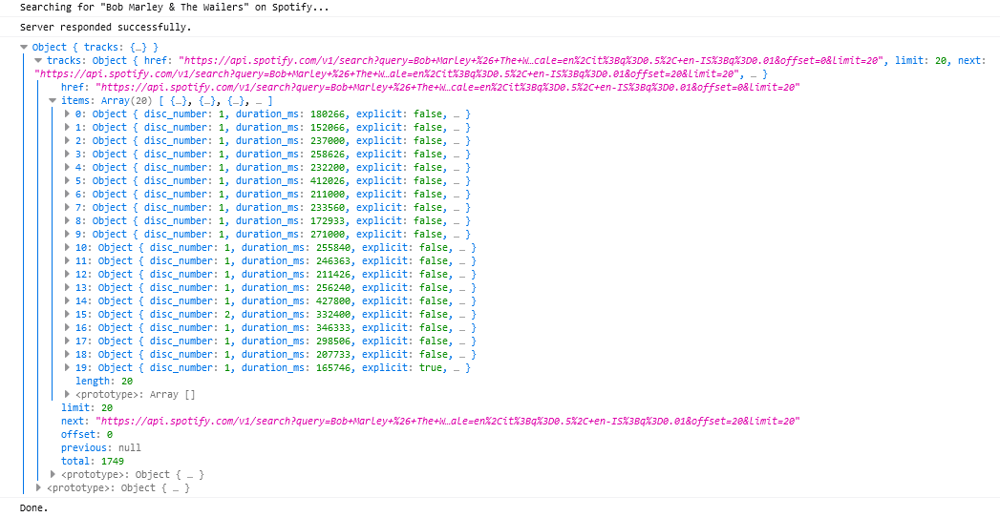 Searching for "Bob Marley & The Wailers" on Spotify...
Server responded successfully.
Object { tracks: {…} }
tracks: Object { href: "https://api.spotify.com/v1/search?query=Bob+Marley+%26+The+W…cale=en%2Cit%3Bq%3D0.5%2C+en-IS%3Bq%3D0.01&offset=0&limit=20", limit: 20, next:
"https://api.spotify.com/v1/search?query=Bob+Marley+%26+The+W…ale=en%2Cit%3Bq%3D0.5%2C+en-IS%3Bq%3D0.01&offset=20&limit=20", … }
href: "https://api.spotify.com/v1/search?query=Bob+Marley+%26+The+W…cale=en%2Cit%3Bq%3D0.5%2C+en-IS%3Bq%3D0.01&offset=0&limit=20"
items: Array(20) [ {…}, {…}, {…}, … ]
0: Object { disc_number: 1, duration_ms: 180266, explicit: false, … }
1: Object { disc_number: 1, duration_ms: 152066, explicit: false, … }
2: Object { disc_number: 1, duration_ms: 237000, explicit: false, … }
3: Object { disc_number: 1, duration_ms: 258626, explicit: false, … }
4: Object { disc_number: 1, duration_ms: 232200, explicit: false, … }
5: Object { disc_number: 1, duration_ms: 412026, explicit: false, … }
6: Object { disc_number: 1, duration_ms: 211000, explicit: false, … }
7: Object { disc_number: 1, duration_ms: 233560, explicit: false, … }
8: Object { disc_number: 1, duration_ms: 172933, explicit: false, … }
9: Object { disc_number: 1, duration_ms: 271000, explicit: false, … }
10: Object { disc_number: 1, duration_ms: 255840, explicit: false, … }
11: Object { disc_number: 1, duration_ms: 246363, explicit: false, … }
12: Object { disc_number: 1, duration_ms: 211426, explicit: false, … }
13: Object { disc_number: 1, duration_ms: 256240, explicit: false, … }
14: Object { disc_number: 1, duration_ms: 427800, explicit: false, … }
15: Object { disc_number: 2, duration_ms: 332400, explicit: false, … }
16: Object { disc_number: 1, duration_ms: 346333, explicit: false, … }
17: Object { disc_number: 1, duration_ms: 298506, explicit: false, … }
18: Object { disc_number: 1, duration_ms: 207733, explicit: false, … }
19: Object { disc_number: 1, duration_ms: 165746, explicit: true, … }
length: 20
<prototype>: Array []
limit: 20
next: "https://api.spotify.com/v1/search?query=Bob+Marley+%26+The+W…ale=en%2Cit%3Bq%3D0.5%2C+en-IS%3Bq%3D0.01&offset=20&limit=20"
offset: 0
previous: null
total: 1749
<prototype>: Object { … }
<prototype>: Object { … }
Done.